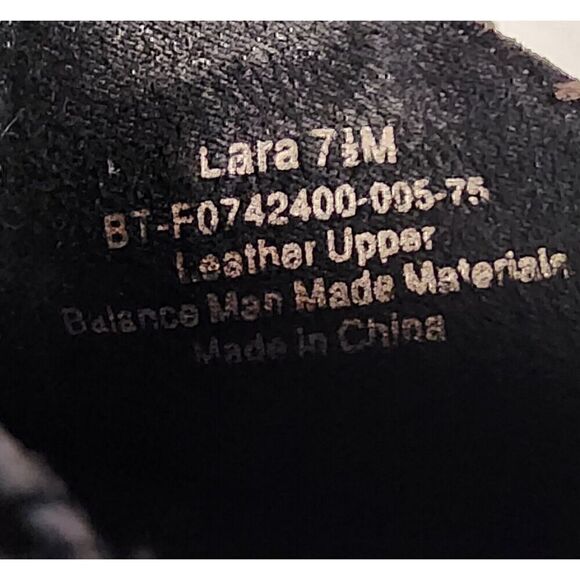 Lara 7½M
BT-F0742400-005-75
Leather Upper
Balance Man Made Materials
Made in China